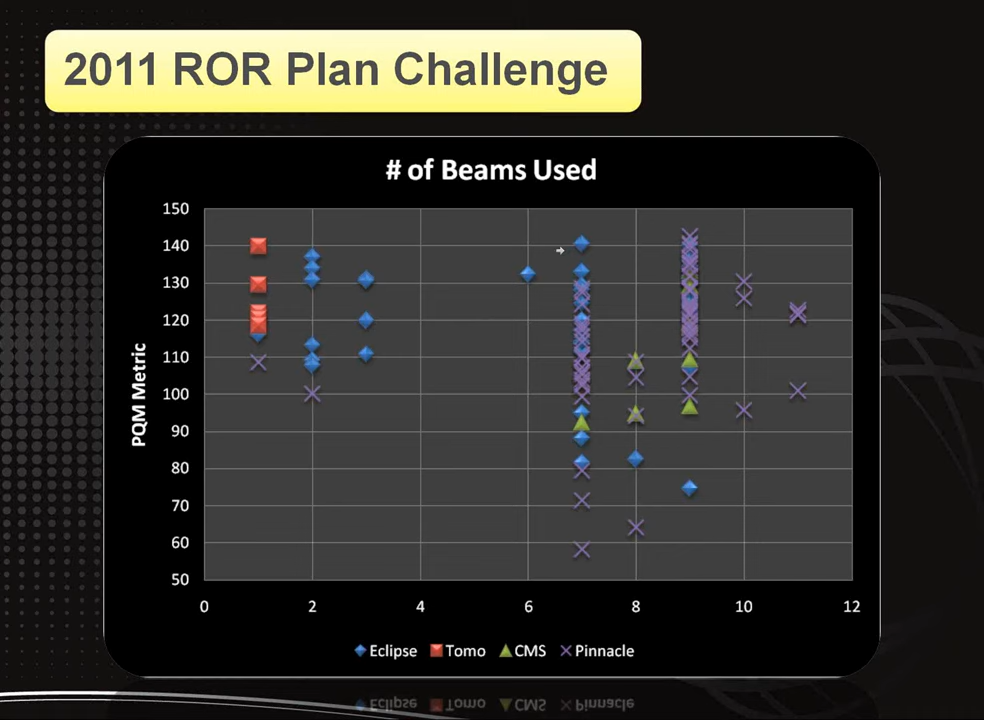 2011 ROR Plan Challenge
# of Beams Used
150
140
130
120
110
100
90
80
70
60
50
PQM Metric
0 2 4 6 8 10 12
Eclipse Tomo CMS Pinnacle